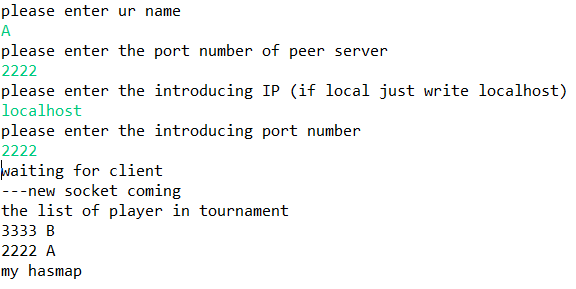 please enter ur name
A
please enter the port number of peer server
2222
please enter the introducing IP (if local just write localhost)
localhost
please enter the introducing port number
2222
waiting for client
---new socket coming
the list of player in tournament
3333 B
2222 A
my hasmap